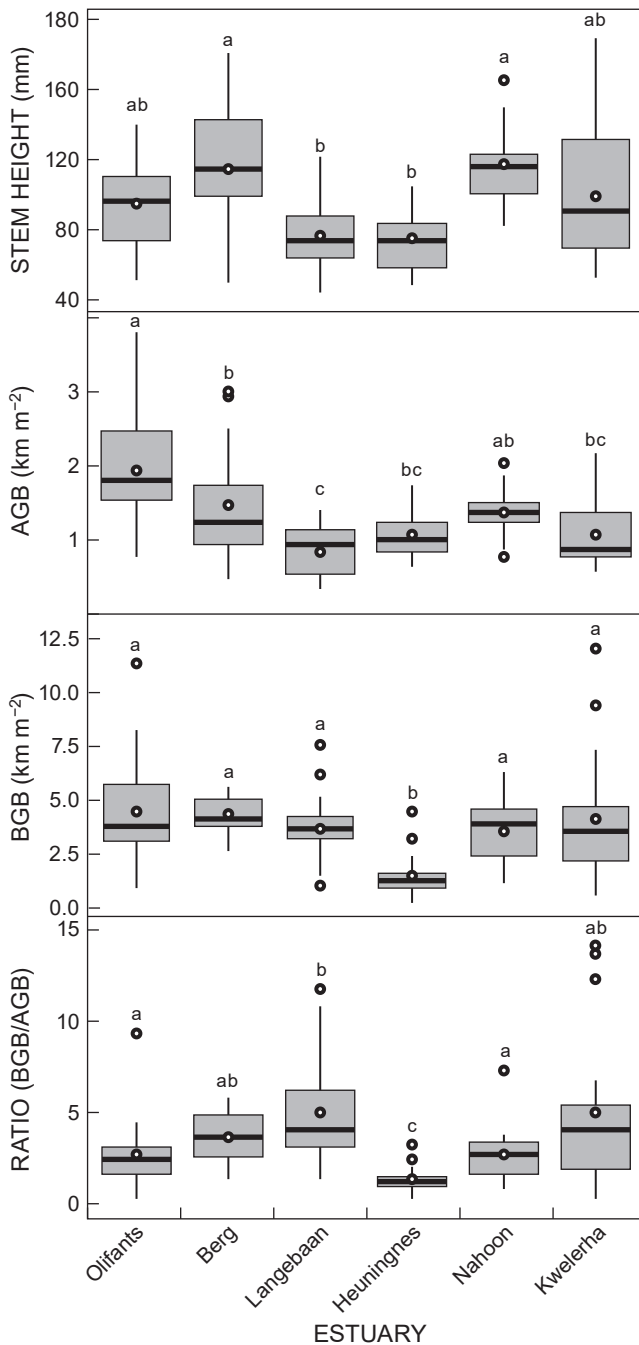 180
160
120
80
40
STEM HEIGHT (mm)
ab
a
b
b
a
ab
3
2
1
AGB (km m⁻²)
a
b
c
bc
ab
bc
12.5
10.0
7.5
5.0
2.5
0.0
BGB (km m⁻²)
a
a
a
b
a
a
15
10
5
0
RATIO (BGB/AGB)
a
ab
b
c
a
ab
Olifants
Berg
Langebaan
Heuningnes
Nahoon
Kwelerha
ESTUARY